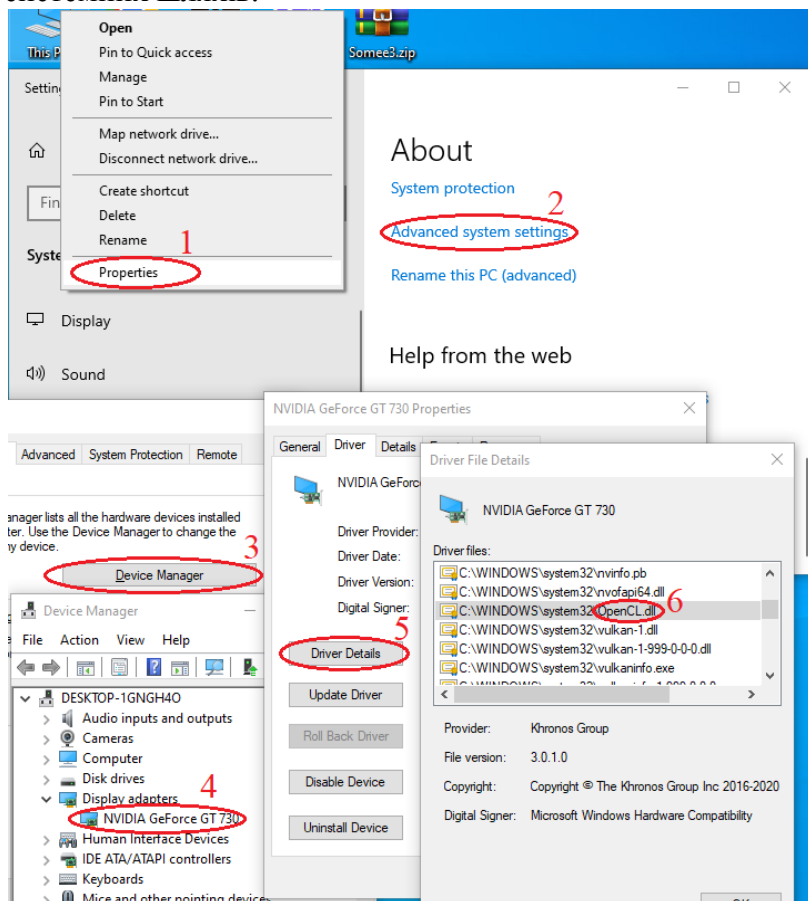 Open
This P
Pin to Quick access
Somee3.zip
Manage
Settin
Pin to Start
Map network drive...
Disconnect network drive...
About
Create shortcut
System protection
Fin
Delete
2
Rename
1
Advanced system settings
Syste
Properties
Rename this PC (advanced)
Display
Help from the web
Sound
NVIDIA GeForce GT 730 Properties
General Driver Details
Advanced System Protection Remote
Driver File Details
NVIDIA GeForc
NVIDIA GeForce GT 730
anager lists all the hardware devices installed
ter. Use the Device Manager to change the
ny device.
3
Device Manager
Driver Provider:
Driver Date:
Driver Version:
Digital Signer:
5
Driver Details
Update Driver
Roll Back Driver
Disable Device
Uninstall Device
Driver files:
C:\WINDOWS\system32\nvinfo.pb
C:\WINDOWS\system32\nvofapi64.dll
C:\WINDOWS\system32\OpenCL.dll
6
C:\WINDOWS\system32\vulkan-1.dll
C:\WINDOWS\system32\vulkan-1-999-0-0-0.dll
C:\WINDOWS\system32\vulkaninfo.exe
Provider: Khronos Group
File version: 3.0.1.0
Copyright: Copyright © The Khronos Group Inc 2016-2020
Digital Signer: Microsoft Windows Hardware Compatibility
OK
Device Manager
File Action View Help
DESKTOP-1GNGH4O
Audio inputs and outputs
Cameras
Computer
Disk drives
4
Display adapters
NVIDIA GeForce GT 730
Human Interface Devices
IDE ATA/ATAPI controllers
Keyboards
Mice and other pointing devices